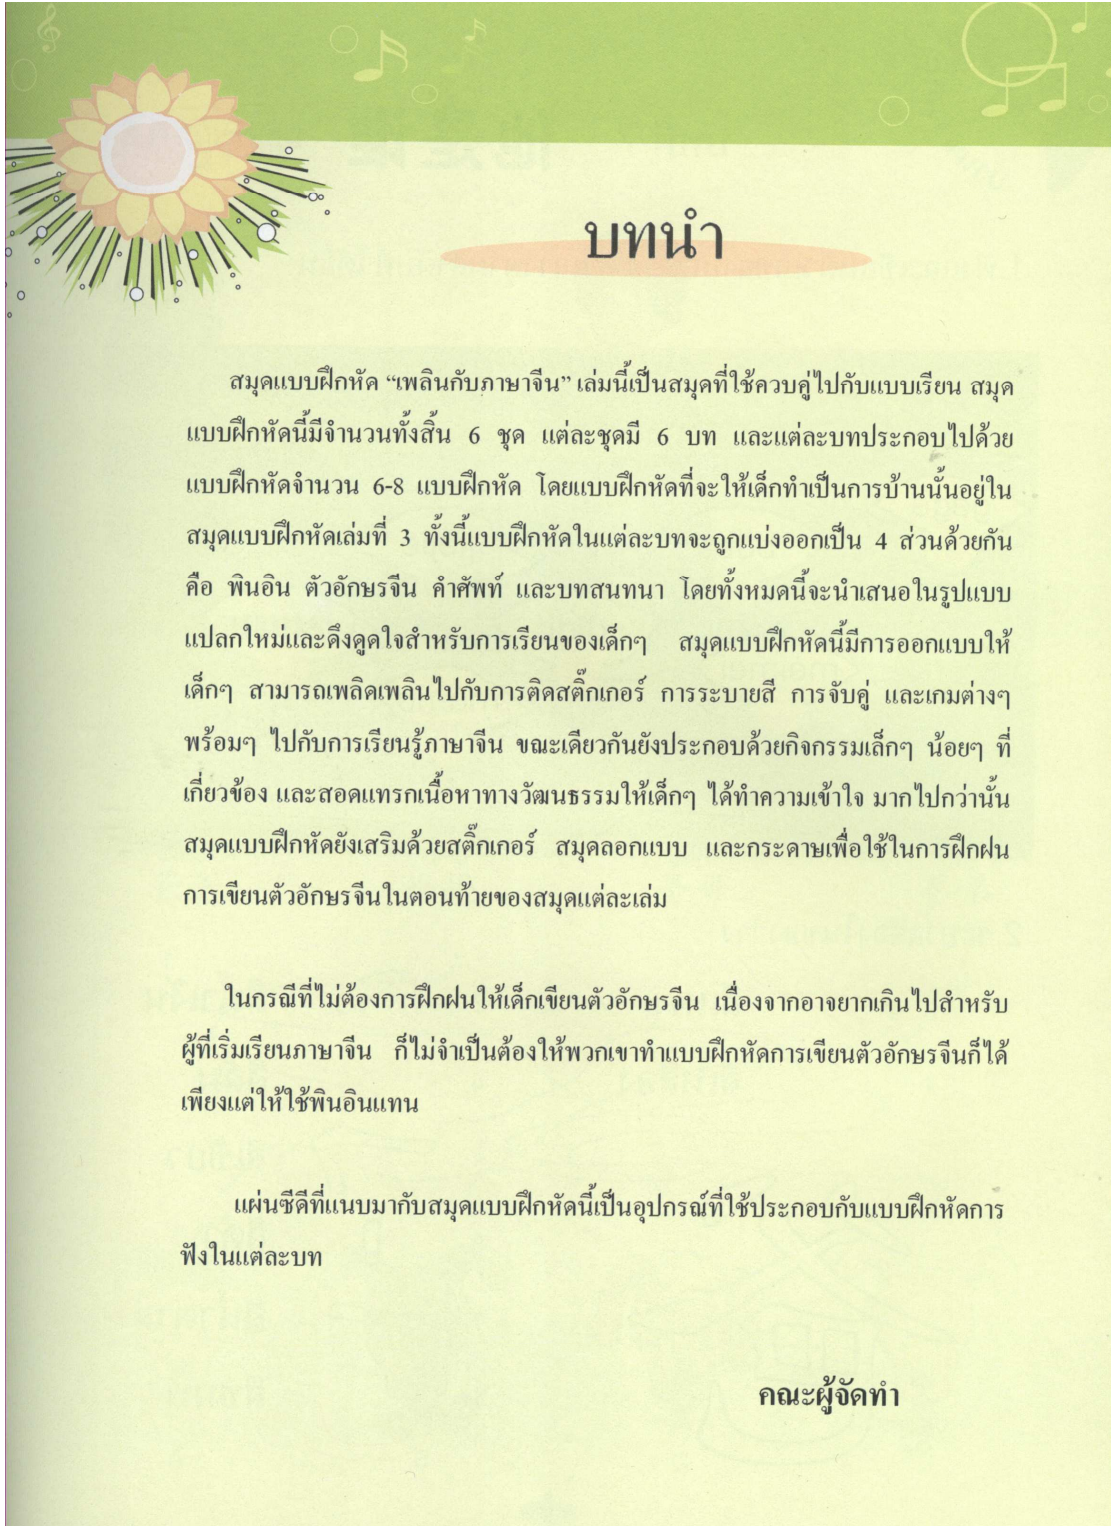 บทนำ
สมุดแบบฝึกหัด “เพลินกับภาษาจีน” เล่มนี้เป็นสมุดที่ใช้ควบคู่ไปกับแบบเรียน สมุด
แบบฝึกหัดนี้มีจำนวนทั้งสิ้น 6 ชุด แต่ละชุดมี 6 บท และแต่ละบทประกอบไปด้วย
แบบฝึกหัดจำนวน 6-8 แบบฝึกหัด โดยแบบฝึกหัดที่จะให้เด็กทำเป็นการบ้านนั้นอยู่ใน
สมุดแบบฝึกหัดเล่มที่ 3 ทั้งนี้แบบฝึกหัดในแต่ละบทจะถูกแบ่งออกเป็น 4 ส่วนด้วยกัน
คือ พินอิน ตัวอักษรจีน คำศัพท์ และบทสนทนา โดยทั้งหมดนี้จะนำเสนอในรูปแบบ
แปลกใหม่และดึงดูดใจสำหรับการเรียนของเด็กๆ สมุดแบบฝึกหัดนี้มีการออกแบบให้
เด็กๆ สามารถเพลิดเพลินไปกับการติดสติ๊กเกอร์ การระบายสี การจับคู่ และเกมต่างๆ
พร้อมๆ ไปกับการเรียนรู้ภาษาจีน ขณะเดียวกันยังประกอบด้วยกิจกรรมเล็กๆ น้อยๆ ที่
เกี่ยวข้อง และสอดแทรกเนื้อหาทางวัฒนธรรมให้เด็กๆ ได้ทำความเข้าใจ มากไปกว่านั้น
สมุดแบบฝึกหัดยังเสริมด้วยสติ๊กเกอร์ สมุดลอกแบบ และกระดาษเพื่อใช้ในการฝึกฝน
การเขียนตัวอักษรจีนในตอนท้ายของสมุดแต่ละเล่ม
ในกรณีที่ไม่ต้องการฝึกฝนให้เด็กเขียนตัวอักษรจีน เนื่องจากอาจยากเกินไปสำหรับ
ผู้ที่เริ่มเรียนภาษาจีน ก็ไม่จำเป็นต้องให้พวกเขาทำแบบฝึกหัดการเขียนตัวอักษรจีนก็ได้
เพียงแต่ให้ใช้พินอินแทน
แผ่นซีดีที่แนบมากับสมุดแบบฝึกหัดนี้เป็นอุปกรณ์ที่ใช้ประกอบกับแบบฝึกหัดการ
ฟังในแต่ละบท
คณะผู้จัดทำ